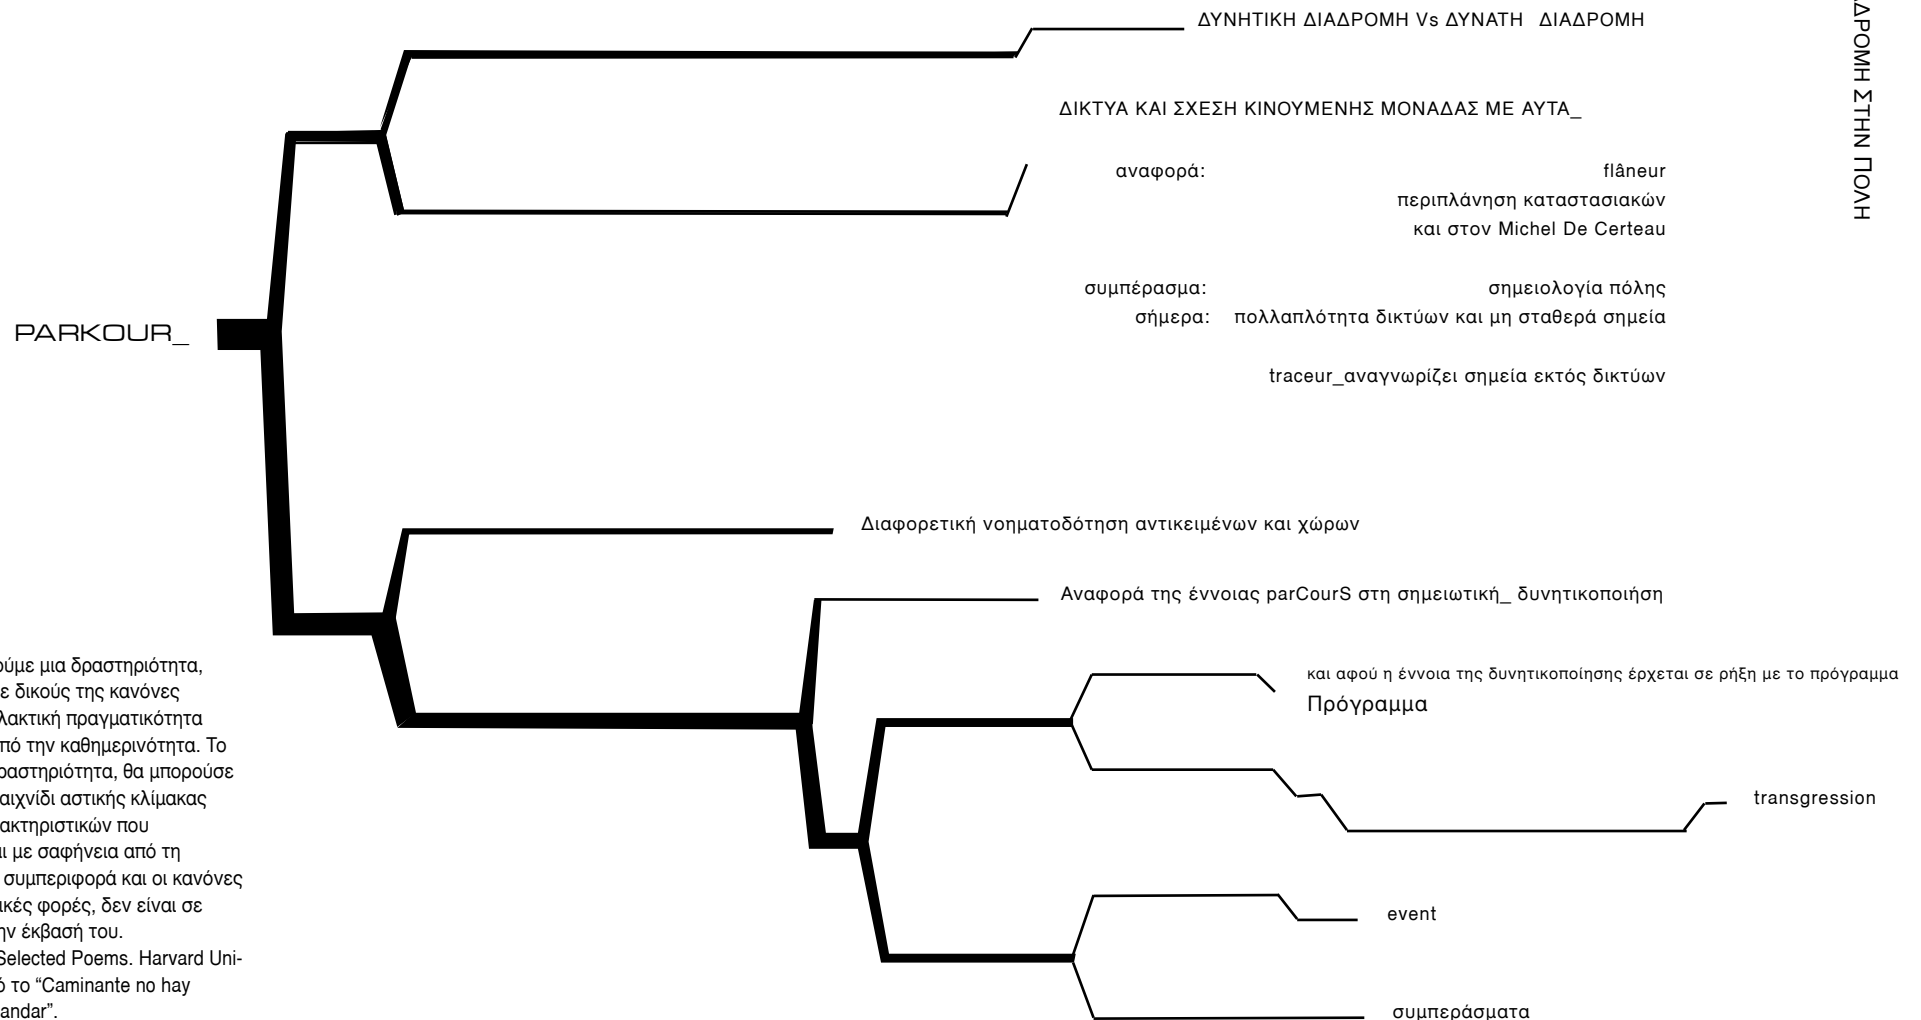 ΔΥΝΗΤΙΚΗ ΔΙΑΔΡΟΜΗ Vs ΔΥΝΑΤΗ ΔΙΑΔΡΟΜΗ
ΔΡΟΜΗ ΣΤΗΝ ΠΟΛΗ
ΔΙΚΤΥΑ ΚΑΙ ΣΧΕΣΗ ΚΙΝΟΥΜΕΝΗΣ ΜΟΝΑΔΑΣ ΜΕ ΑΥΤΑ_
αναφορά: flâneur
περιπλάνηση καταστασιακών
και στον Michel De Certeau
συμπέρασμα: σημειολογία πόλης
σήμερα: πολλαπλότητα δικτύων και μη σταθερά σημεία
traceur_αναγνωρίζει σημεία εκτός δικτύων
PARKOUR_
Διαφορετική νοηματοδότηση αντικειμένων και χώρων
Αναφορά της έννοιας parCourS στη σημειωτική_ δυνητικοποιήση
και αφού η έννοια της δυνητικοποίησης έρχεται σε ρήξη με το πρόγραμμα
Πρόγραμμα
transgression
event
συμπεράσματα
ούμε μια δραστηριότητα,
ε δικούς της κανόνες
λακτική πραγματικότητα
πό την καθημερινότητα. Το
ραστηριότητα, θα μπορούσε
αιχνίδι αστικής κλίμακας
ακτηριστικών που
ι με σαφήνεια από τη
συμπεριφορά και οι κανόνες
ικές φορές, δεν είναι σε
ην έκβασή του.
Selected Poems. Harvard Uni-
ό το “Caminante no hay
andar”.